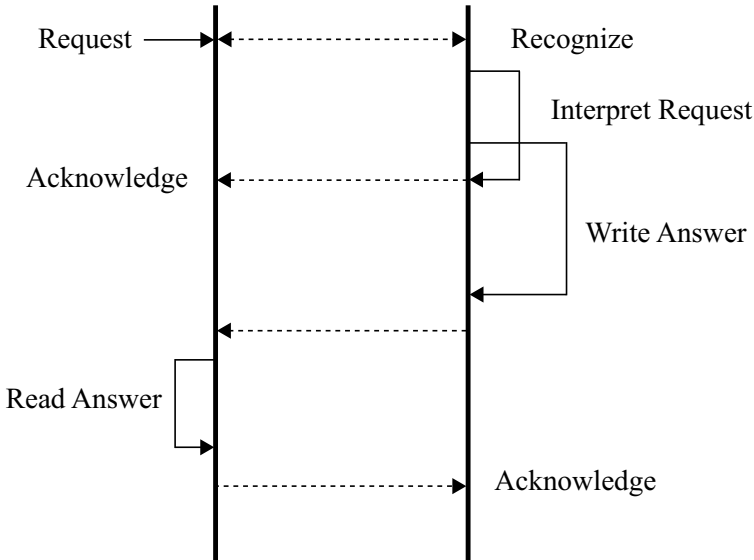 Request
Recognize
Interpret Request
Acknowledge
Write Answer
Read Answer
Acknowledge